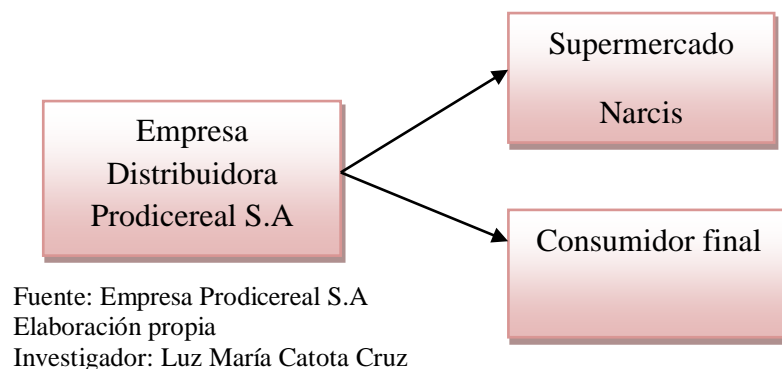 Empresa
Distribuidora
Prodicereal S.A
Supermercado
Narcis
Consumidor final
Fuente: Empresa Prodicereal S.A
Elaboración propia
Investigador: Luz María Catota Cruz